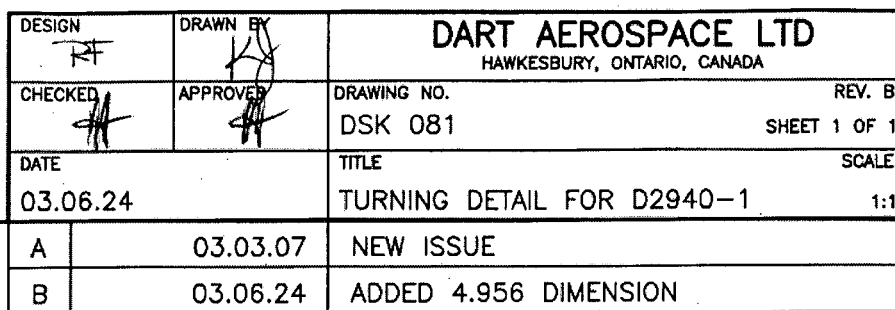 DESIGN
RF
DRAWN BY
DART AEROSPACE LTD
HAWKESBURY, ONTARIO, CANADA
CHECKED
APPROVED
DRAWING NO.
REV. B
DSK 081
SHEET 1 OF 1
DATE
TITLE
SCALE
03.06.24
TURNING DETAIL FOR D2940-1
1:1
A
03.03.07
NEW ISSUE
B
03.06.24
ADDED 4.956 DIMENSION